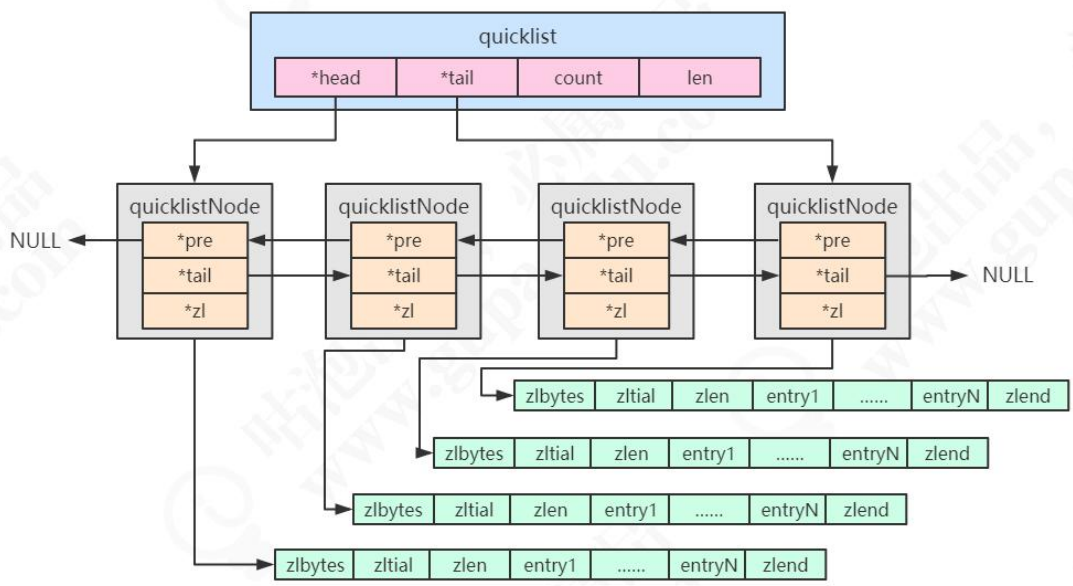 quicklist
*head *tail count len
quicklistNode quicklistNode quicklistNode quicklistNode
NULL *pre *pre *pre *pre
*tail *tail *tail *tail NULL
*zl *zl *zl *zl
zlbytes zltial zlen entry1 ...... entryN zlend
zlbytes zltial zlen entry1 ...... entryN zlend
zlbytes zltial zlen entry1 ...... entryN zlend
zlbytes zltial zlen entry1 ...... entryN zlend